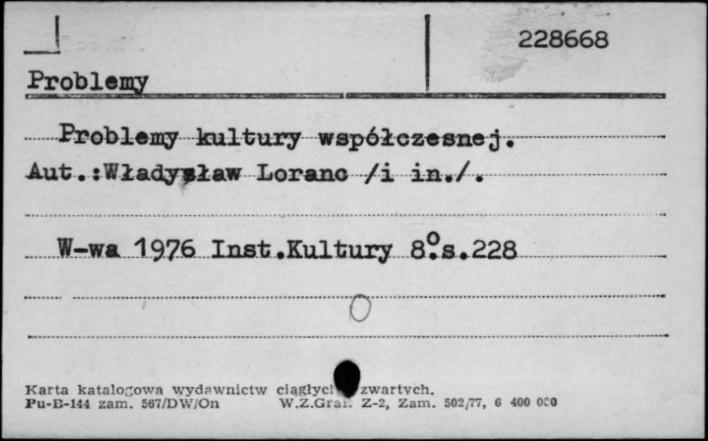 228668
Problemy
Problemy kultury współczesnej.
Aut.:Władysław Loranc /i in./.
W-wa 1976 Inst.Kultury 8°.s.228
Karta katalogowa wydawnictw zwartych.
Pu-B-144 zam. 567/DW/On W.Z.Graf. Z-2, Zam. 502/77, 6 400 000